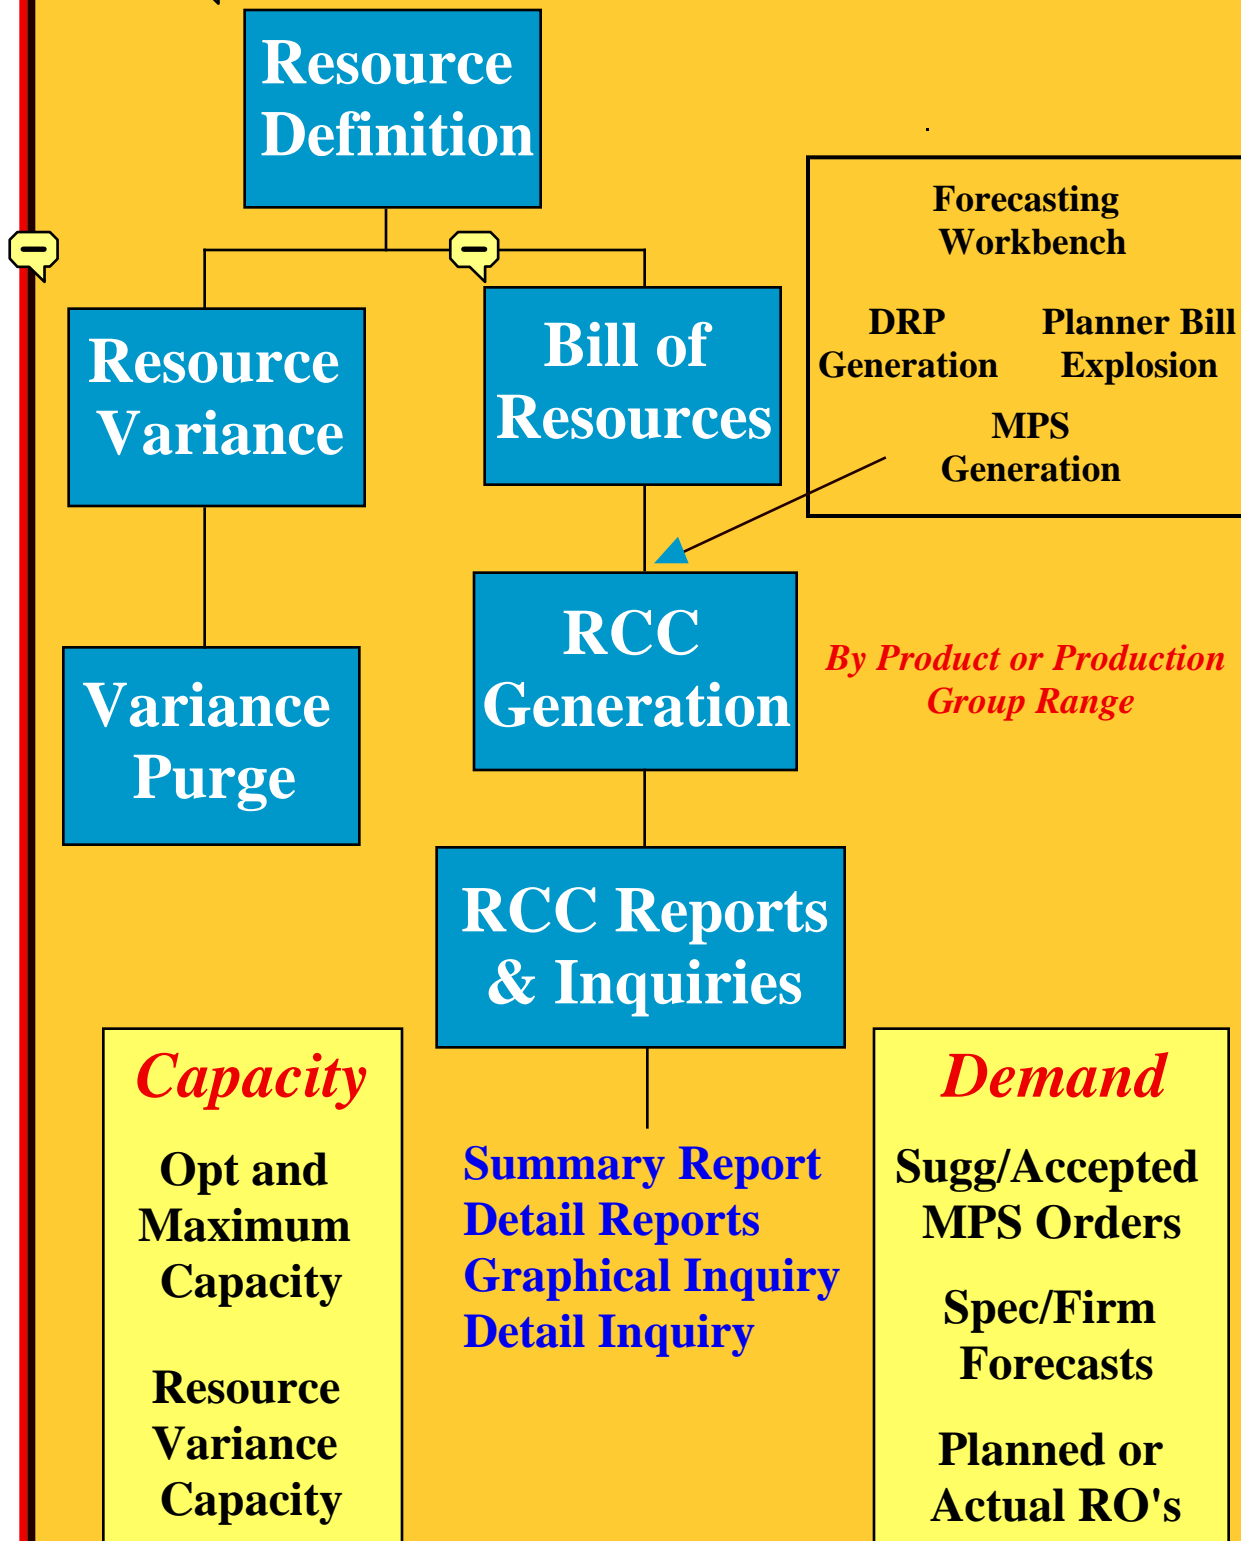 Resource
Definition
Forecasting
Workbench
DRP
Generation
Planner Bill
Explosion
MPS
Generation
Resource
Variance
Bill of
Resources
RCC
Generation
By Product or Production
Group Range
Variance
Purge
RCC Reports
& Inquiries
Capacity
Opt and
Maximum
Capacity
Resource
Variance
Capacity
Summary Report
Detail Reports
Graphical Inquiry
Detail Inquiry
Demand
Sugg/Accepted
MPS Orders
Spec/Firm
Forecasts
Planned or
Actual RO's